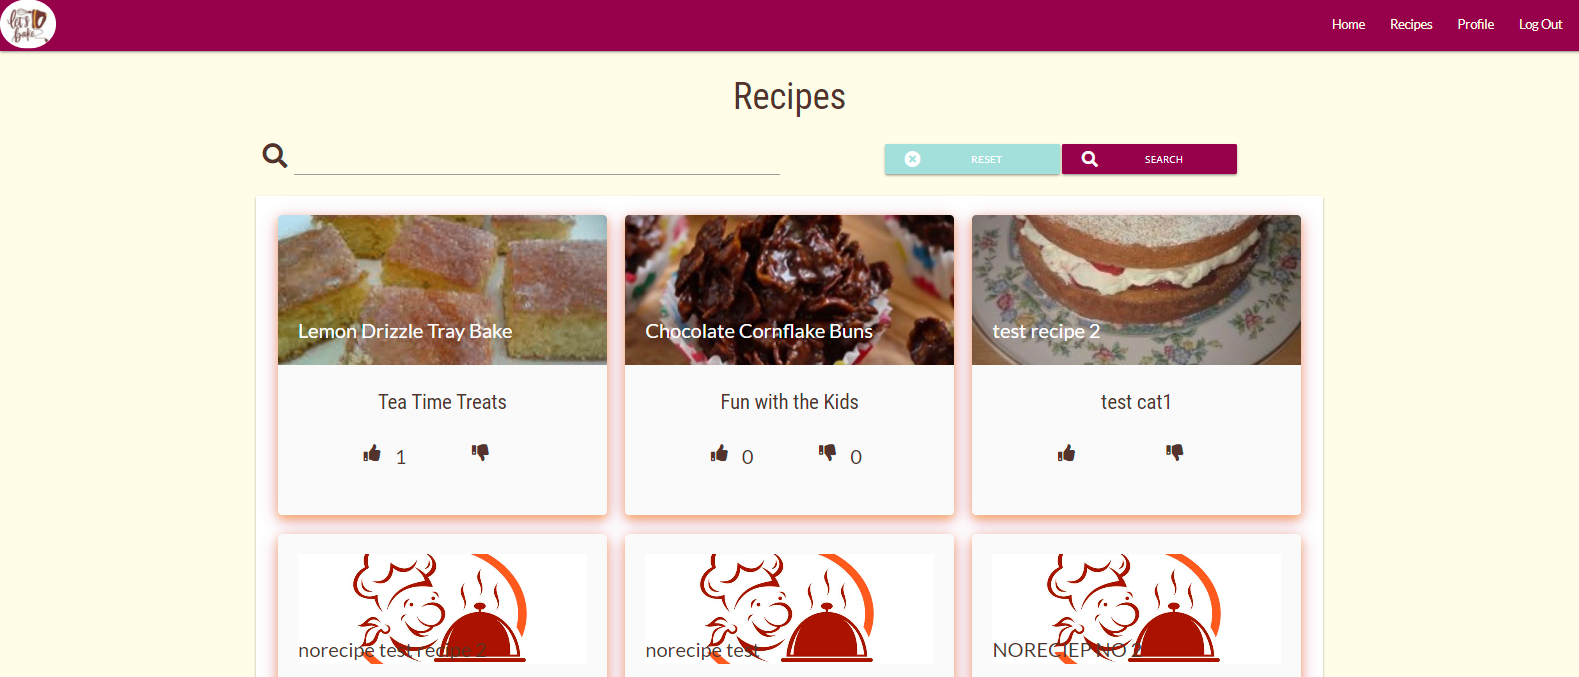 let's
bake
Home Recipes Profile Log Out
Recipes
RESET SEARCH
Lemon Drizzle Tray Bake
Chocolate Cornflake Buns
test recipe 2
Tea Time Treats
Fun with the Kids
test cat1
1
0 0
norecipe test recipe 2
norecipe test
NORECIEP NO 2